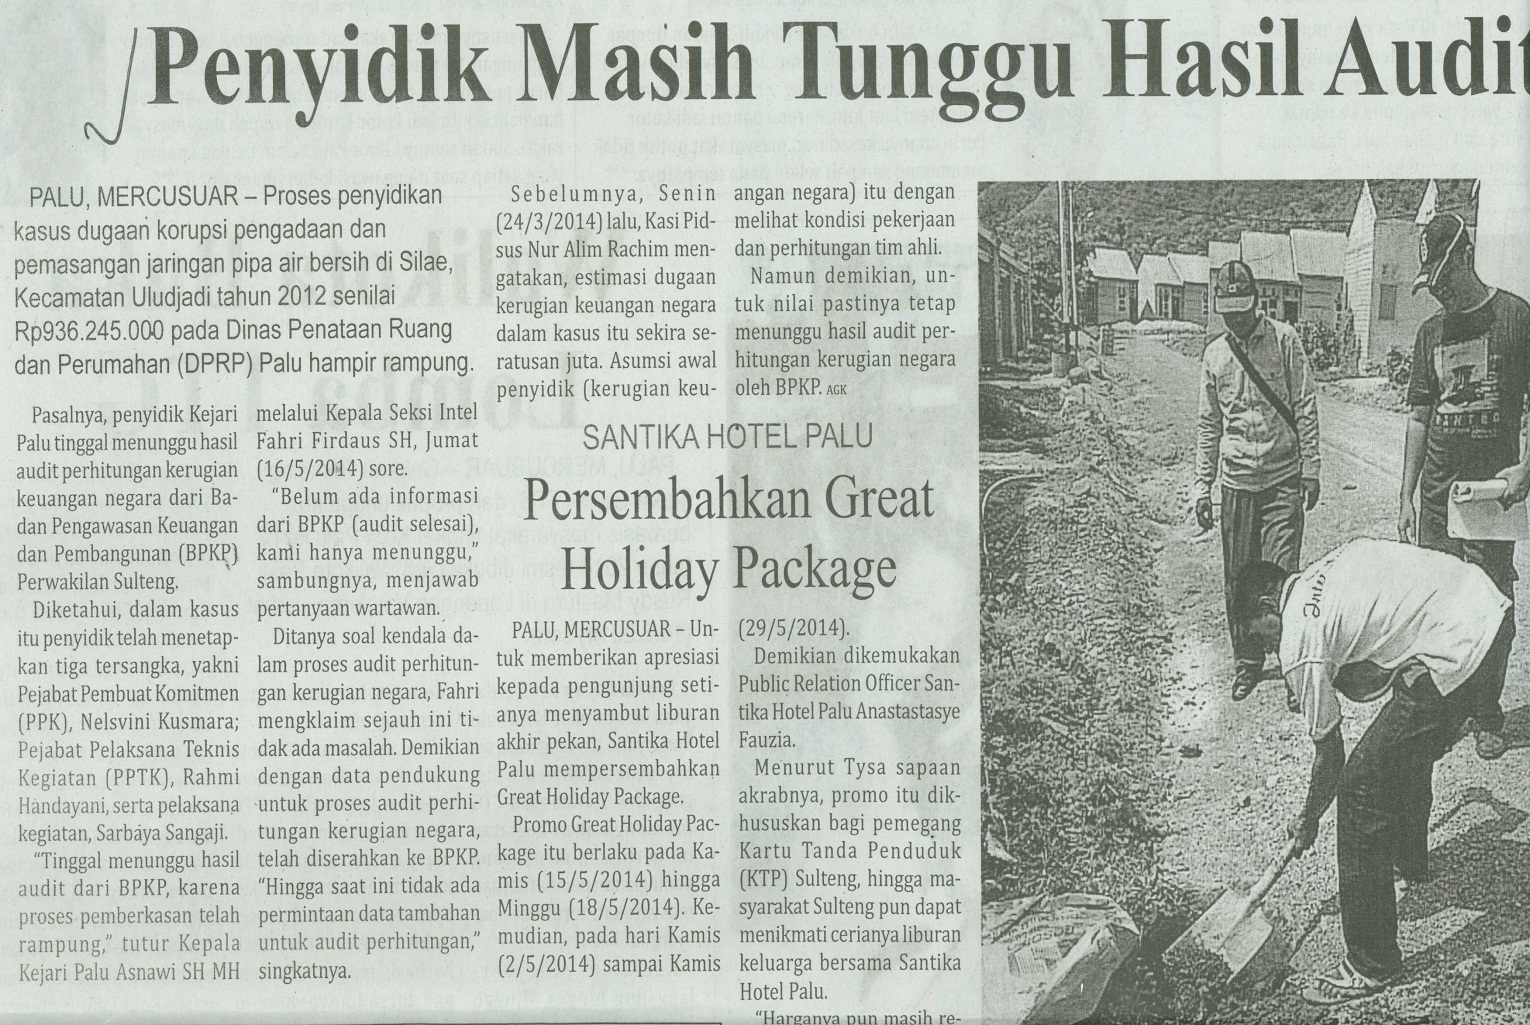 Penyidik Masih Tunggu Hasil Audit
PALU, MERCUSUAR – Proses penyidikan
kasus dugaan korupsi pengadaan dan
pemasangan jaringan pipa air bersih di Silae,
Kecamatan Uludjadi tahun 2012 senilai
Rp936.245.000 pada Dinas Penataan Ruang
dan Perumahan (DPRP) Palu hampir rampung.
Pasalnya, penyidik Kejari
Palu tinggal menunggu hasil
audit perhitungan kerugian
keuangan negara dari Ba-
dan Pengawasan Keuangan
dan Pembangunan (BPKP)
Perwakilan Sulteng.
Diketahui, dalam kasus
itu penyidik telah menetap-
kan tiga tersangka, yakni
Pejabat Pembuat Komitmen
(PPK), Nelsvini Kusmara;
Pejabat Pelaksana Teknis
Kegiatan (PPTK), Rahmi
Handayani, serta pelaksana
kegiatan, Sarbaya Sangaji.
“Tinggal menunggu hasil
audit dari BPKP, karena
proses pemberkasan telah
rampung,” tutur Kepala
Kejari Palu Asnawi SH MH
melalui Kepala Seksi Intel
Fahri Firdaus SH, Jumat
(16/5/2014) sore.
“Belum ada informasi
dari BPKP (audit selesai),
kami hanya menunggu,”
sambungnya, menjawab
pertanyaan wartawan.
Ditanya soal kendala da-
lam proses audit perhitun-
gan kerugian negara, Fahri
mengklaim sejauh ini ti-
dak ada masalah. Demikian
dengan data pendukung
untuk proses audit perhi-
tungan kerugian negara,
telah diserahkan ke BPKP.
“Hingga saat ini tidak ada
permintaan data tambahan
untuk audit perhitungan,”
singkatnya.
Sebelumnya, Senin
(24/3/2014) lalu, Kasi Pid-
sus Nur Alim Rachim men-
gatakan, estimasi dugaan
kerugian keuangan negara
dalam kasus itu sekira se-
ratusan juta. Asumsi awal
penyidik (kerugian keu-
angan negara) itu dengan
melihat kondisi pekerjaan
dan perhitungan tim ahli.
Namun demikian, un-
tuk nilai pastinya tetap
menunggu hasil audit per-
hitungan kerugian negara
oleh BPKP. AGK
SANTIKA HOTEL PALU
Persembahkan Great
Holiday Package
PALU, MERCUSUAR – Un-
tuk memberikan apresiasi
kepada pengunjung seti-
anya menyambut liburan
akhir pekan, Santika Hotel
Palu mempersembahkan
Great Holiday Package.
Promo Great Holiday Pac-
kage itu berlaku pada Ka-
mis (15/5/2014) hingga
Minggu (18/5/2014). Ke-
mudian, pada hari Kamis
(2/5/2014) sampai Kamis
(29/5/2014).
Demikian dikemukakan
Public Relation Officer San-
tika Hotel Palu Anastastasye
Fauzia.
Menurut Tysa sapaan
akrabnya, promo itu dik-
hususkan bagi pemegang
Kartu Tanda Penduduk
(KTP) Sulteng, hingga ma-
syarakat Sulteng pun dapat
menikmati cerianya liburan
keluarga bersama Santika
Hotel Palu.
“Harganya pun masih re-